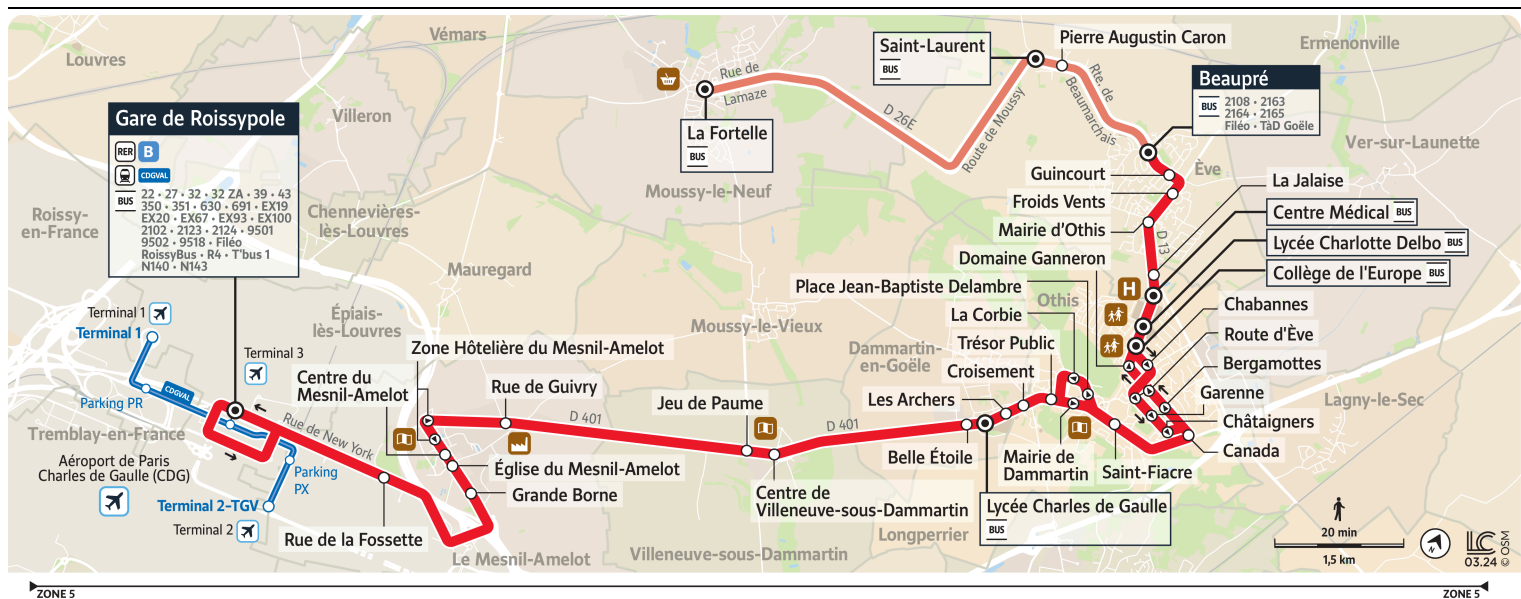 Louvres
Vémars
Villeron
Roissy-
en-France
Chennevières-
lès-Louvres
Mauregard
Épiais-
lès-Louvres
Gare de Roissypole
RER B
CDGVAL
BUS
22 • 27 • 32 • 32 ZA • 39 • 43
350 • 351 • 630 • 691 • EX19
EX20 • EX67 • EX93 • EX100
2102 • 2123 • 2124 • 9501
9502 • 9518 • Filéo
RoissyBus • R4 • T'bus 1
N140 • N143
Terminal 1
Terminal 1
Terminal 3
CDGVAL
Parking PR
Tremblay-en-France
Aéroport de Paris
Charles de Gaulle (CDG)
Parking
PX
Terminal 2-TGV
Terminal 2
Rue de New York
Rue de la Fossette
Centre du
Mesnil-Amelot
Zone Hôtelière du Mesnil-Amelot
Rue de Guivry
Église du Mesnil-Amelot
Grande Borne
Le Mesnil-Amelot
D 401
Jeu de Paume
Centre de
Villeneuve-sous-Dammartin
Villeneuve-sous-Dammartin
D 401
Moussy-le-Vieux
Moussy-le-Neuf
La Fortelle
BUS
Rue de
Lamaze
D 26E
Route de Moussy
Saint-Laurent
BUS
Pierre Augustin Caron
Rte. de
Beaumarchais
Ermenonville
Beaupré
BUS
2108 • 2163
2164 • 2165
Filéo • TàD Goële
Ver-sur-Launette
Ève
Guincourt
Froids Vents
Mairie d'Othis
D 13
La Jalaise
Centre Médical BUS
Lycée Charlotte Delbo BUS
Collège de l'Europe BUS
H
Domaine Ganneron
Othis
Place Jean-Baptiste Delambre
La Corbie
Trésor Public
Croisement
Les Archers
Dammartin-
en-Goële
Chabannes
Route d'Ève
Bergamottes
Garenne
Châtaigners
Canada
Lagny-le-Sec
Belle Étoile
Mairie de
Dammartin
Saint-Fiacre
Lycée Charles de Gaulle
BUS
Longperrier
20 min
1,5 km
N
LC
03.24
© OSM
ZONE 5
ZONE 5